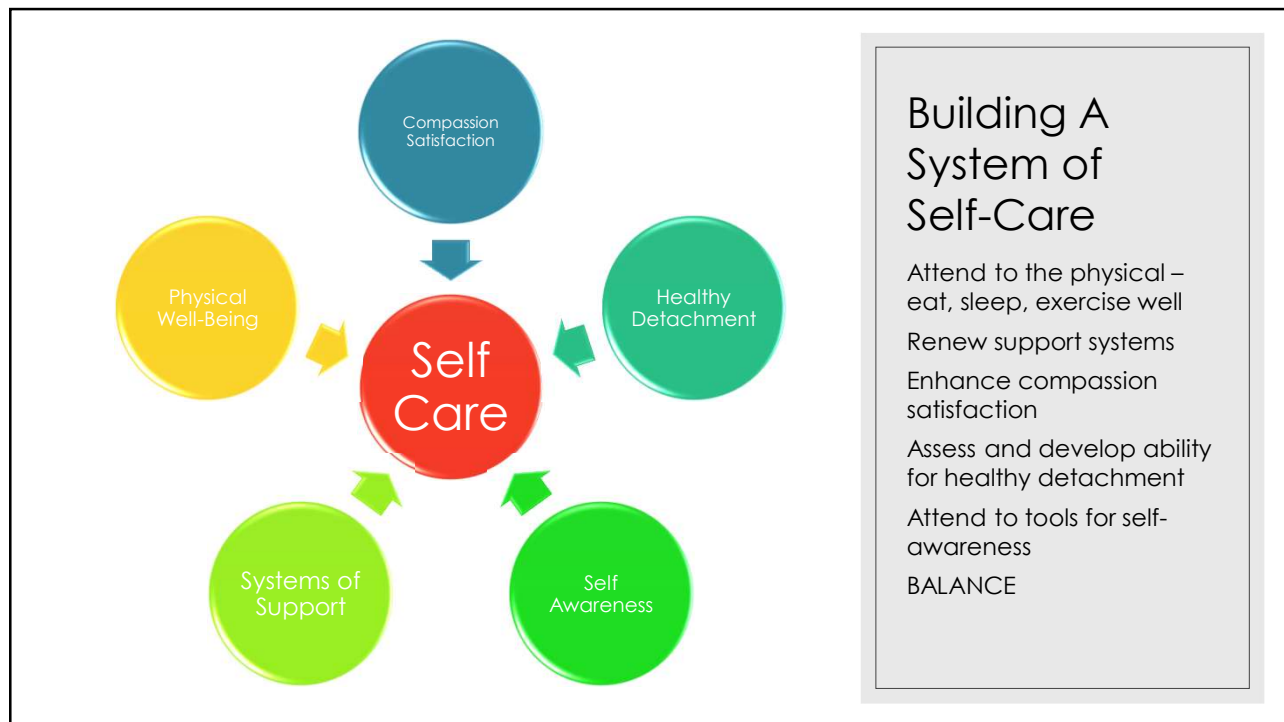 Compassion
Satisfaction
Physical
Well-Being
Healthy
Detachment
Self
Care
Systems of
Support
Self
Awareness
Building A
System of
Self-Care
Attend to the physical –
eat, sleep, exercise well
Renew support systems
Enhance compassion
satisfaction
Assess and develop ability
for healthy detachment
Attend to tools for self-
awareness
BALANCE